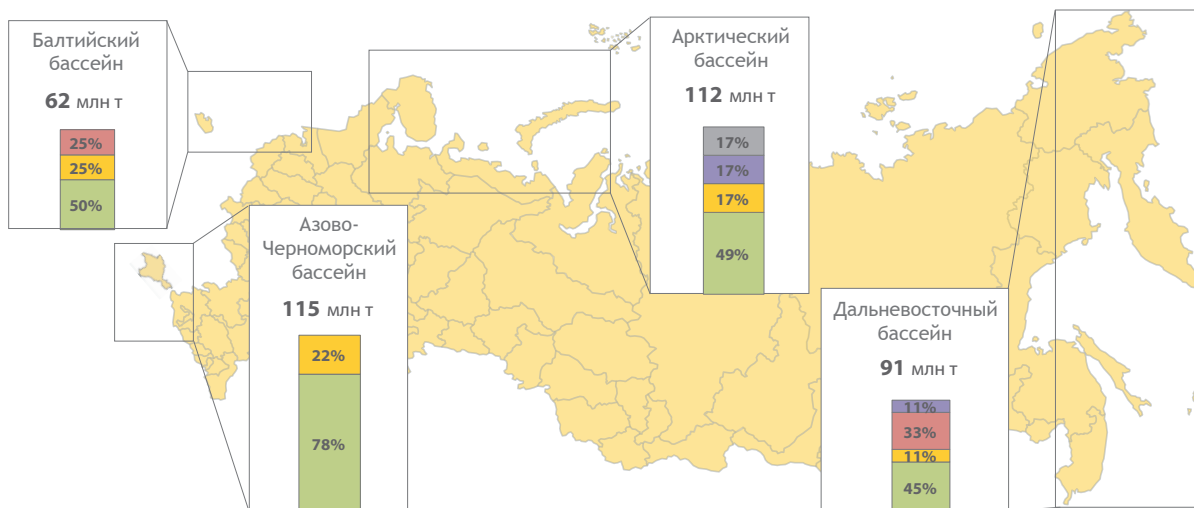 Балтийский
бассейн
62 млн т
25%
25%
50%
Азово-
Черноморский
бассейн
115 млн т
22%
78%
Арктический
бассейн
112 млн т
17%
17%
17%
49%
Дальневосточный
бассейн
91 млн т
11%
33%
11%
45%